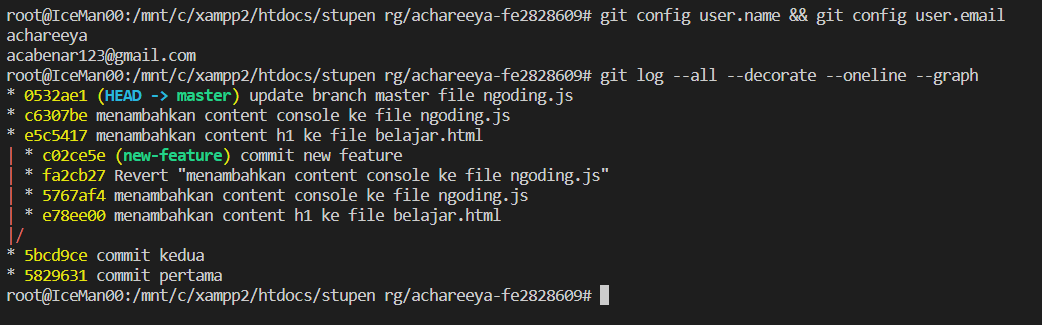 root@IceMan00:/mnt/c/xampp2/htdocs/stupen rg/achareeya-fe2828609# git config user.name && git config user.email
achareeya
acabenar123@gmail.com
root@IceMan00:/mnt/c/xampp2/htdocs/stupen rg/achareeya-fe2828609# git log --all --decorate --oneline --graph
* 0532ae1 (HEAD -> master) update branch master file ngoding.js
* c6307be menambahkan content console ke file ngoding.js
* e5c5417 menambahkan content h1 ke file belajar.html
| * c02ce5e (new-feature) commit new feature
| * fa2cb27 Revert "menambahkan content console ke file ngoding.js"
| * 5767af4 menambahkan content console ke file ngoding.js
| * e78ee00 menambahkan content h1 ke file belajar.html
|/
* 5bcd9ce commit kedua
* 5829631 commit pertama
root@IceMan00:/mnt/c/xampp2/htdocs/stupen rg/achareeya-fe2828609#